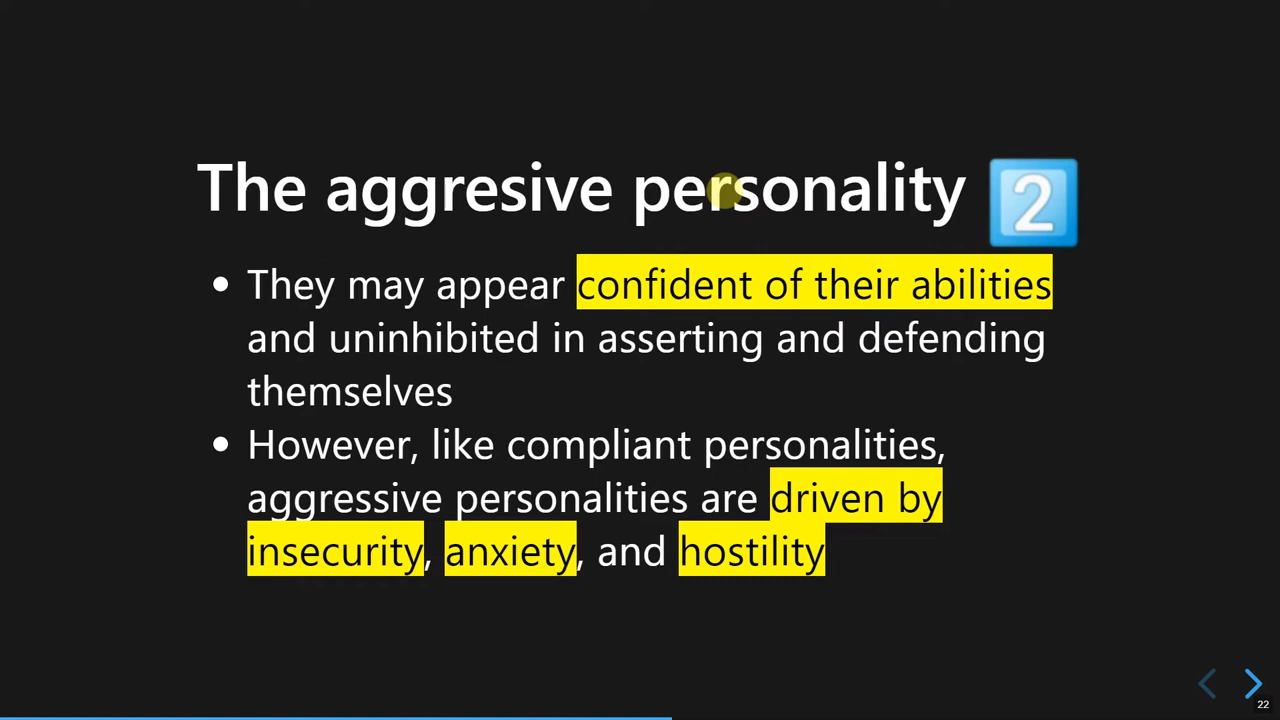 The aggresive personality 2️⃣
• They may appear confident of their abilities
and uninhibited in asserting and defending
themselves
• However, like compliant personalities,
aggressive personalities are driven by
insecurity, anxiety, and hostility
22